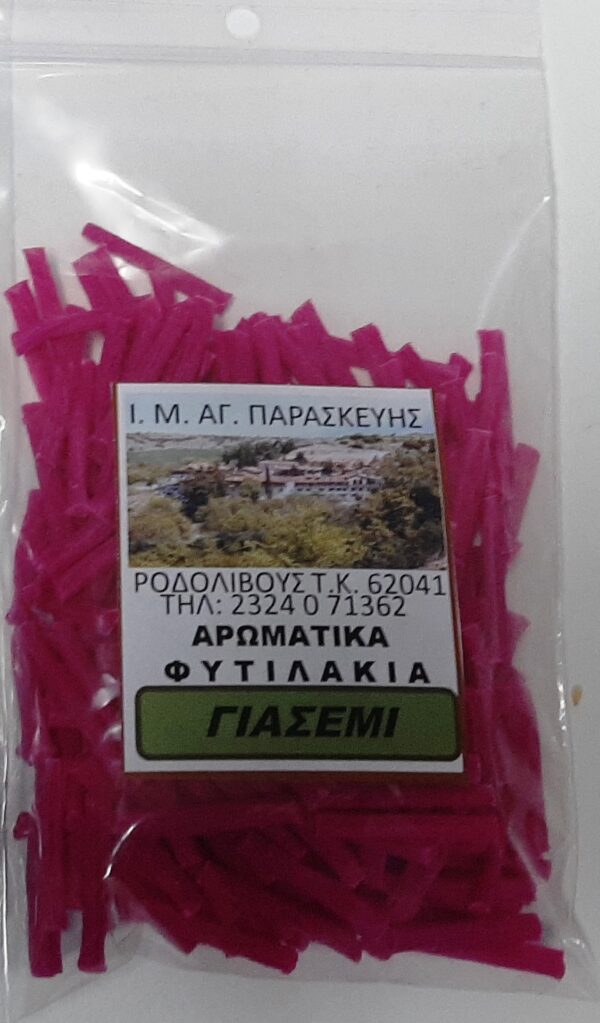 Ι. Μ. ΑΓ. ΠΑΡΑΣΚΕΥΗΣ
ΡΟΔΟΛΙΒΟΥΣ Τ.Κ. 62041
ΤΗΛ: 2324 0 71362
ΑΡΩΜΑΤΙΚΑ
ΦΥΤΙΛΑΚΙΑ
ΓΙΑΣΕΜΙ